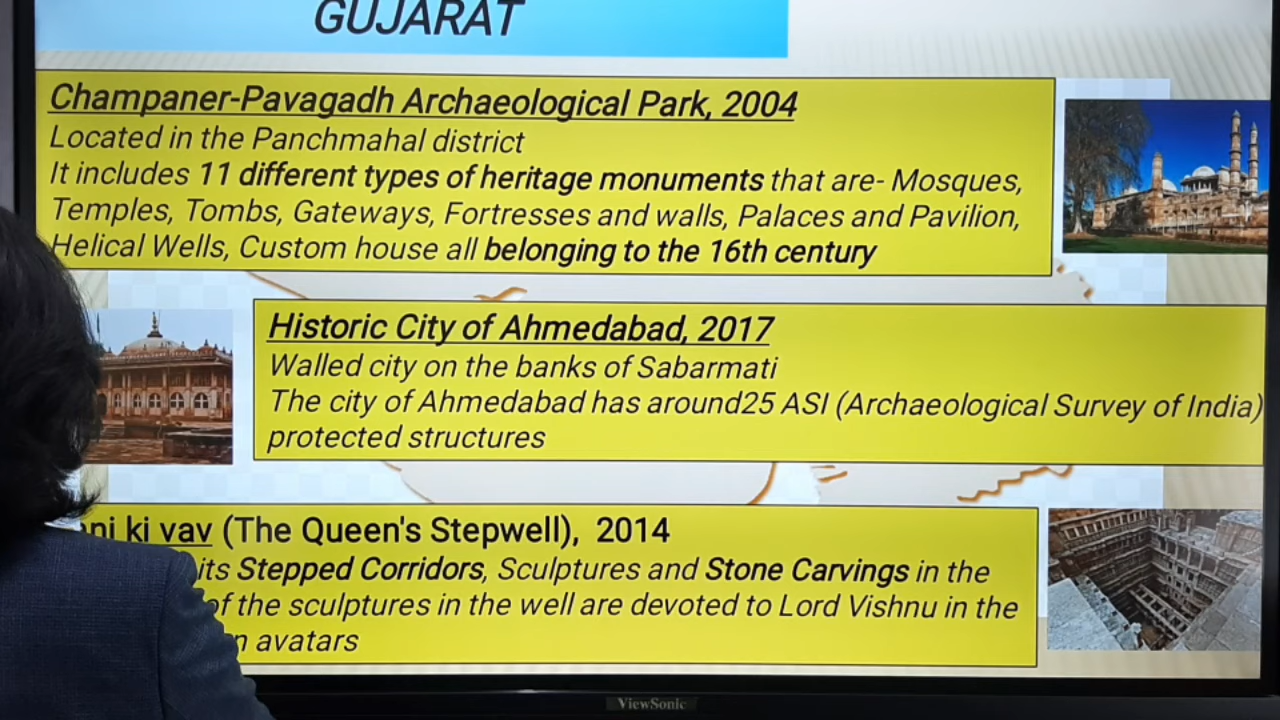 GUJARAT
Champaner-Pavagadh Archaeological Park, 2004
Located in the Panchmahal district
It includes 11 different types of heritage monuments that are- Mosques,
Temples, Tombs, Gateways, Fortresses and walls, Palaces and Pavilion,
Helical Wells, Custom house all belonging to the 16th century
Historic City of Ahmedabad, 2017
Walled city on the banks of Sabarmati
The city of Ahmedabad has around25 ASI (Archaeological Survey of India)
protected structures
ki vav (The Queen's Stepwell), 2014
its Stepped Corridors, Sculptures and Stone Carvings in the
of the sculptures in the well are devoted to Lord Vishnu in the
avatars
ViewSonic